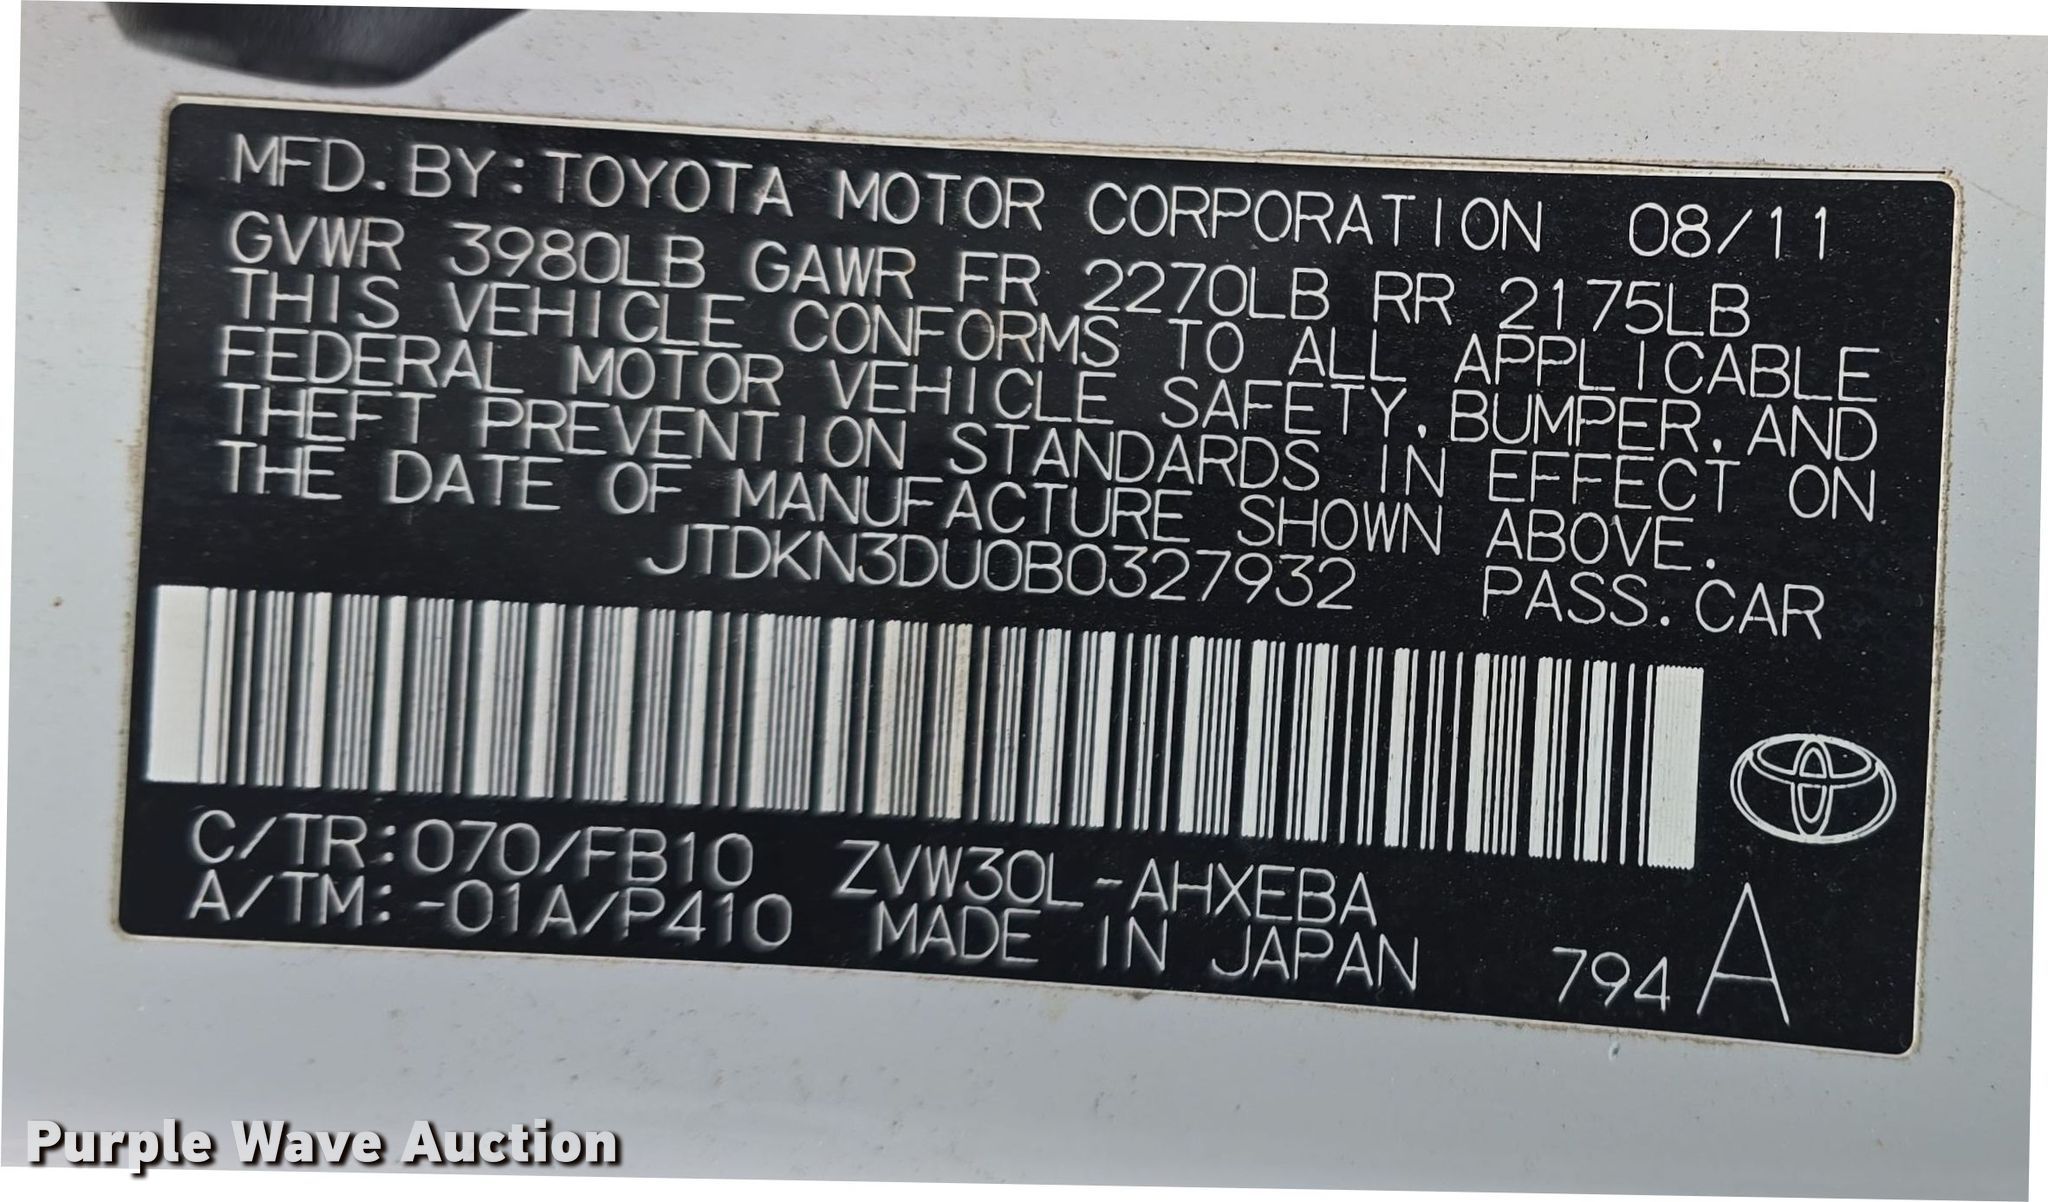 MFD. BY: TOYOTA MOTOR CORPORATION 08/11
GVWR 3980LB GAWR FR 2270LB RR 2175LB
THIS VEHICLE CONFORMS TO ALL APPLICABLE
FEDERAL MOTOR VEHICLE SAFETY, BUMPER, AND
THEFT PREVENTION STANDARDS IN EFFECT ON
THE DATE OF MANUFACTURE SHOWN ABOVE.
JTDKN3DU0B0327932 PASS. CAR
C/TR: 070/FB10 ZVW30L-AHXEBA
A/TM: -01A/P410 MADE IN JAPAN 794 A
Purple Wave Auction